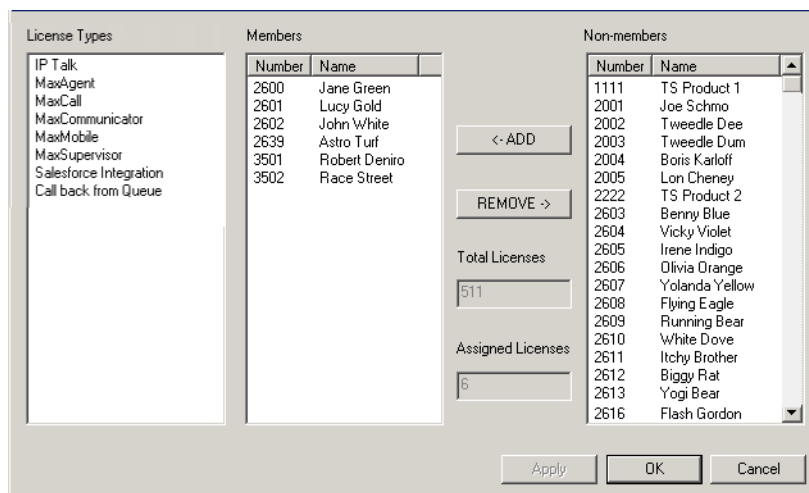 License Types
IP Talk
MaxAgent
MaxCall
MaxCommunicator
MaxMobile
MaxSupervisor
Salesforce Integration
Call back from Queue
Members
Number Name
2600 Jane Green
2601 Lucy Gold
2602 John White
2639 Astro Turf
3501 Robert Deniro
3502 Race Street
<- ADD
REMOVE ->
Total Licenses
511
Assigned Licenses
6
Non-members
Number Name
1111 TS Product 1
2001 Joe Schmo
2002 Tweedle Dee
2003 Tweedle Dum
2004 Boris Karloff
2005 Lon Cheney
2222 TS Product 2
2603 Benny Blue
2604 Vicky Violet
2605 Irene Indigo
2606 Olivia Orange
2607 Yolanda Yellow
2608 Flying Eagle
2609 Running Bear
2610 White Dove
2611 Itchy Brother
2612 Biggy Rat
2613 Yogi Bear
2616 Flash Gordon
Apply
OK
Cancel